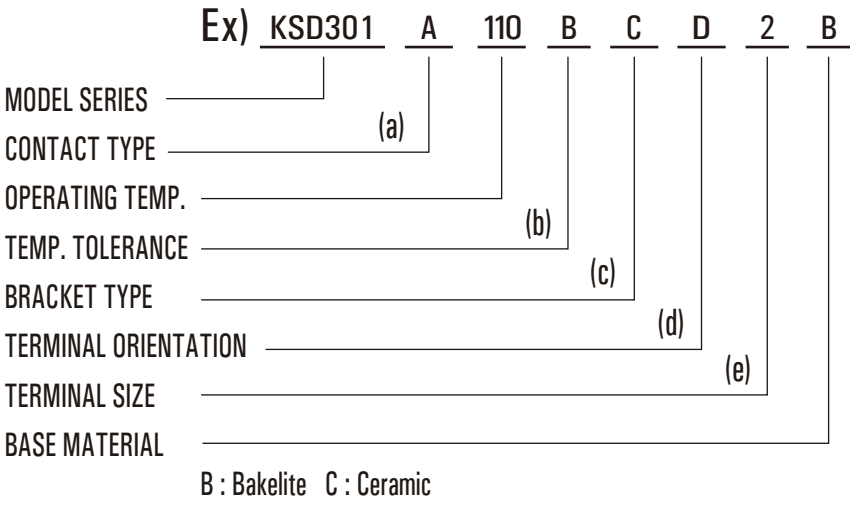 Ex) KSD301 A 110 B C D 2 B
MODEL SERIES
(a)
CONTACT TYPE
OPERATING TEMP.
(b)
TEMP. TOLERANCE
(c)
BRACKET TYPE
(d)
TERMINAL ORIENTATION
(e)
TERMINAL SIZE
BASE MATERIAL
B : Bakelite C : Ceramic